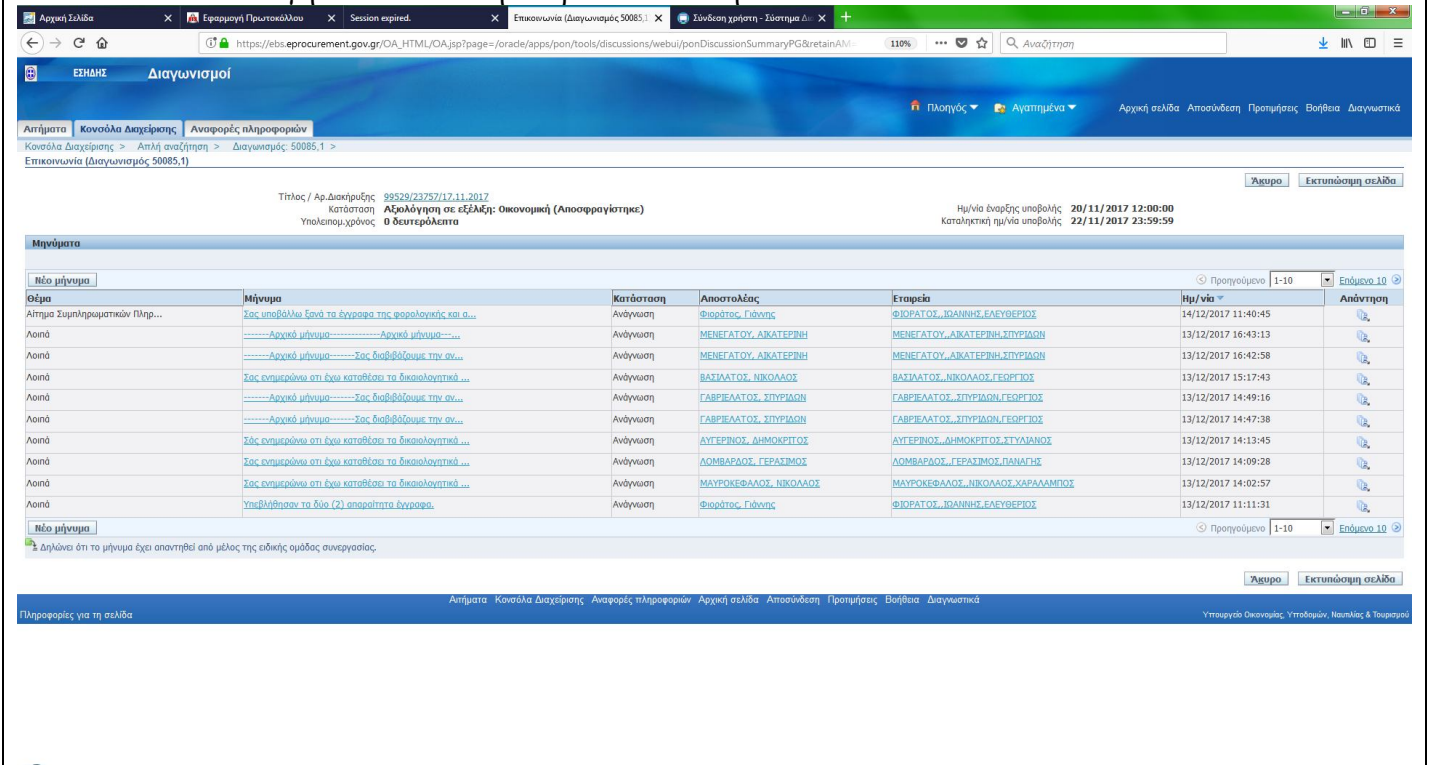 Αρχική Σελίδα
Εφαρμογή Πρωτοκόλλου
Session expired.
Επικοινωνία (Διαγωνισμός 50085,1
Σύνδεση χρήστη - Σύστημα Δια
https://ebs.eprocurement.gov.gr/OA_HTML/OA.jsp?page=/oracle/apps/pon/tools/discussions/webui/ponDiscussionSummaryPG&retainAM=
110%
Αναζήτηση
ΕΣΗΔΗΣ Διαγωνισμοί
Πλοηγός Αγαπημένα Αρχική σελίδα Αποσύνδεση Προτιμήσεις Βοήθεια Διαγνωστικά
Αιτήματα Κονσόλα Διαχείρισης Αναφορές πληροφοριών
Κονσόλα Διαχείρισης > Απλή αναζήτηση > Διαγωνισμός: 50085,1 >
Επικοινωνία (Διαγωνισμός 50085,1)
Άκυρο Εκτυπώσιμη σελίδα
Τίτλος / Αρ.Διακήρυξης 99529/23757/17.11.2017
Κατάσταση Αξιολόγηση σε εξέλιξη: Οικονομική (Αποσφραγίστηκε) Ημ/νία έναρξης υποβολής 20/11/2017 12:00:00
Υπολειπομ.χρόνος 0 δευτερόλεπτα Καταληκτική ημ/νία υποβολής 22/11/2017 23:59:59
Μηνύματα
Νέο μήνυμα Προηγούμενο 1-10 Επόμενο 10
Θέμα Μήνυμα Κατάσταση Αποστολέας Εταιρεία Ημ/νία Απάντηση
Αίτημα Συμπληρωματικών Πληρ... Σας υποβάλλω ξανά τα έγγραφα της φορολογικής και α... Ανάγνωση Φιοράτος, Γιάννης ΦΙΟΡΑΤΟΣ,,ΙΩΑΝΝΗΣ,ΕΛΕΥΘΕΡΙΟΣ 14/12/2017 11:40:45
Λοιπά -------Αρχικό μήνυμα--------------Αρχικό μήνυμα---... Ανάγνωση ΜΕΝΕΓΑΤΟΥ, ΑΙΚΑΤΕΡΙΝΗ ΜΕΝΕΓΑΤΟΥ,,ΑΙΚΑΤΕΡΙΝΗ,ΣΠΥΡΙΔΩΝ 13/12/2017 16:43:13
Λοιπά -------Αρχικό μήνυμα-------Σας διαβιβάζουμε την αν... Ανάγνωση ΜΕΝΕΓΑΤΟΥ, ΑΙΚΑΤΕΡΙΝΗ ΜΕΝΕΓΑΤΟΥ,,ΑΙΚΑΤΕΡΙΝΗ,ΣΠΥΡΙΔΩΝ 13/12/2017 16:42:58
Λοιπά Σας ενημερώνω οτι έχω καταθέσει τα δικαιολογητικά ... Ανάγνωση ΒΑΣΙΛΑΤΟΣ, ΝΙΚΟΛΑΟΣ ΒΑΣΙΛΑΤΟΣ,,ΝΙΚΟΛΑΟΣ,ΓΕΩΡΓΙΟΣ 13/12/2017 15:17:43
Λοιπά -------Αρχικό μήνυμα-------Σας διαβιβάζουμε την αν... Ανάγνωση ΓΑΒΡΙΕΛΑΤΟΣ, ΣΠΥΡΙΔΩΝ ΓΑΒΡΙΕΛΑΤΟΣ,,ΣΠΥΡΙΔΩΝ,ΓΕΩΡΓΙΟΣ 13/12/2017 14:49:16
Λοιπά -------Αρχικό μήνυμα-------Σας διαβιβάζουμε την αν... Ανάγνωση ΓΑΒΡΙΕΛΑΤΟΣ, ΣΠΥΡΙΔΩΝ ΓΑΒΡΙΕΛΑΤΟΣ,,ΣΠΥΡΙΔΩΝ,ΓΕΩΡΓΙΟΣ 13/12/2017 14:47:38
Λοιπά Σάς ενημερώνω οτι έχω καταθέσει τα δικαιολογητικά ... Ανάγνωση ΑΥΓΕΡΙΝΟΣ, ΔΗΜΟΚΡΙΤΟΣ ΑΥΓΕΡΙΝΟΣ,,ΔΗΜΟΚΡΙΤΟΣ,ΣΤΥΛΙΑΝΟΣ 13/12/2017 14:13:45
Λοιπά Σας ενημερώνω οτι έχω καταθέσει τα δικαιολογητικά ... Ανάγνωση ΛΟΜΒΑΡΔΟΣ, ΓΕΡΑΣΙΜΟΣ ΛΟΜΒΑΡΔΟΣ,,ΓΕΡΑΣΙΜΟΣ,ΠΑΝΑΓΗΣ 13/12/2017 14:09:28
Λοιπά Σας ενημερώνω οτι έχω καταθέσει τα δικαιολογητικά ... Ανάγνωση ΜΑΥΡΟΚΕΦΑΛΟΣ, ΝΙΚΟΛΑΟΣ ΜΑΥΡΟΚΕΦΑΛΟΣ,,ΝΙΚΟΛΑΟΣ,ΧΑΡΑΛΑΜΠΟΣ 13/12/2017 14:02:57
Λοιπά Υπεβλήθησαν τα δύο (2) απαραίτητα έγγραφα. Ανάγνωση Φιοράτος, Γιάννης ΦΙΟΡΑΤΟΣ,,ΙΩΑΝΝΗΣ,ΕΛΕΥΘΕΡΙΟΣ 13/12/2017 11:11:31
Νέο μήνυμα Προηγούμενο 1-10 Επόμενο 10
Δηλώνει ότι το μήνυμα έχει απαντηθεί από μέλος της ειδικής ομάδας συνεργασίας.
Άκυρο Εκτυπώσιμη σελίδα
Αιτήματα Κονσόλα Διαχείρισης Αναφορές πληροφοριών Αρχική σελίδα Αποσύνδεση Προτιμήσεις Βοήθεια Διαγνωστικά
Πληροφορίες για τη σελίδα Υπουργείο Οικονομίας, Υποδομών, Ναυτιλίας & Τουρισμού